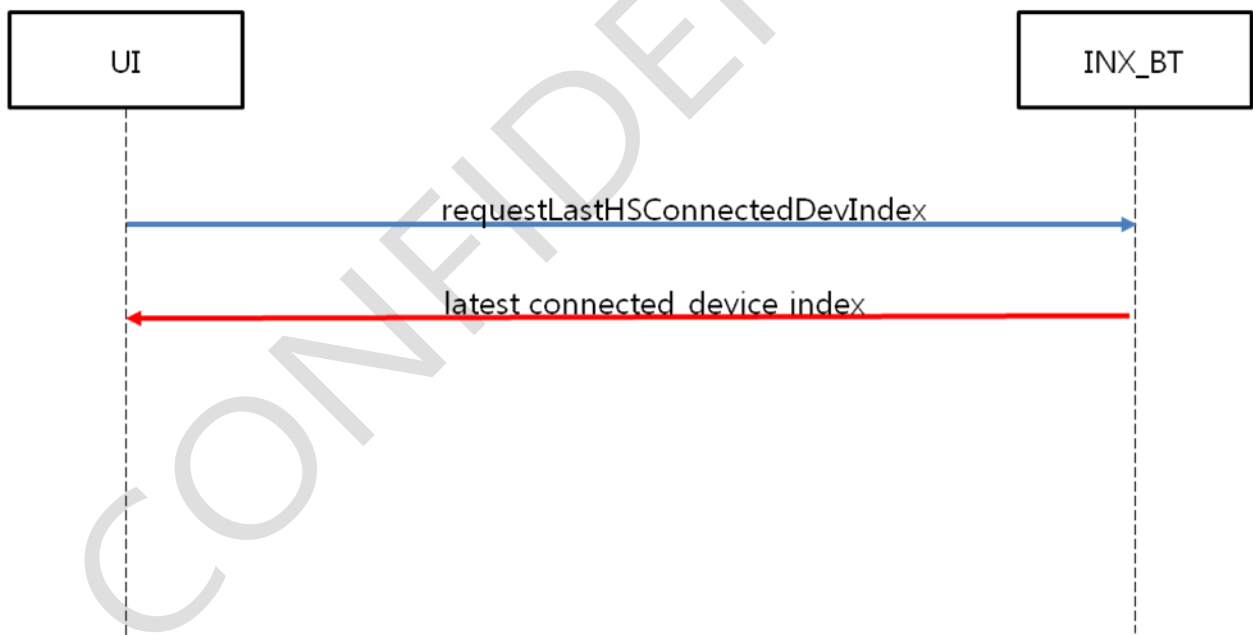 UI
INX_BT
requestLastHSConnectedDevIndex
latest connected device index
CONFIDE